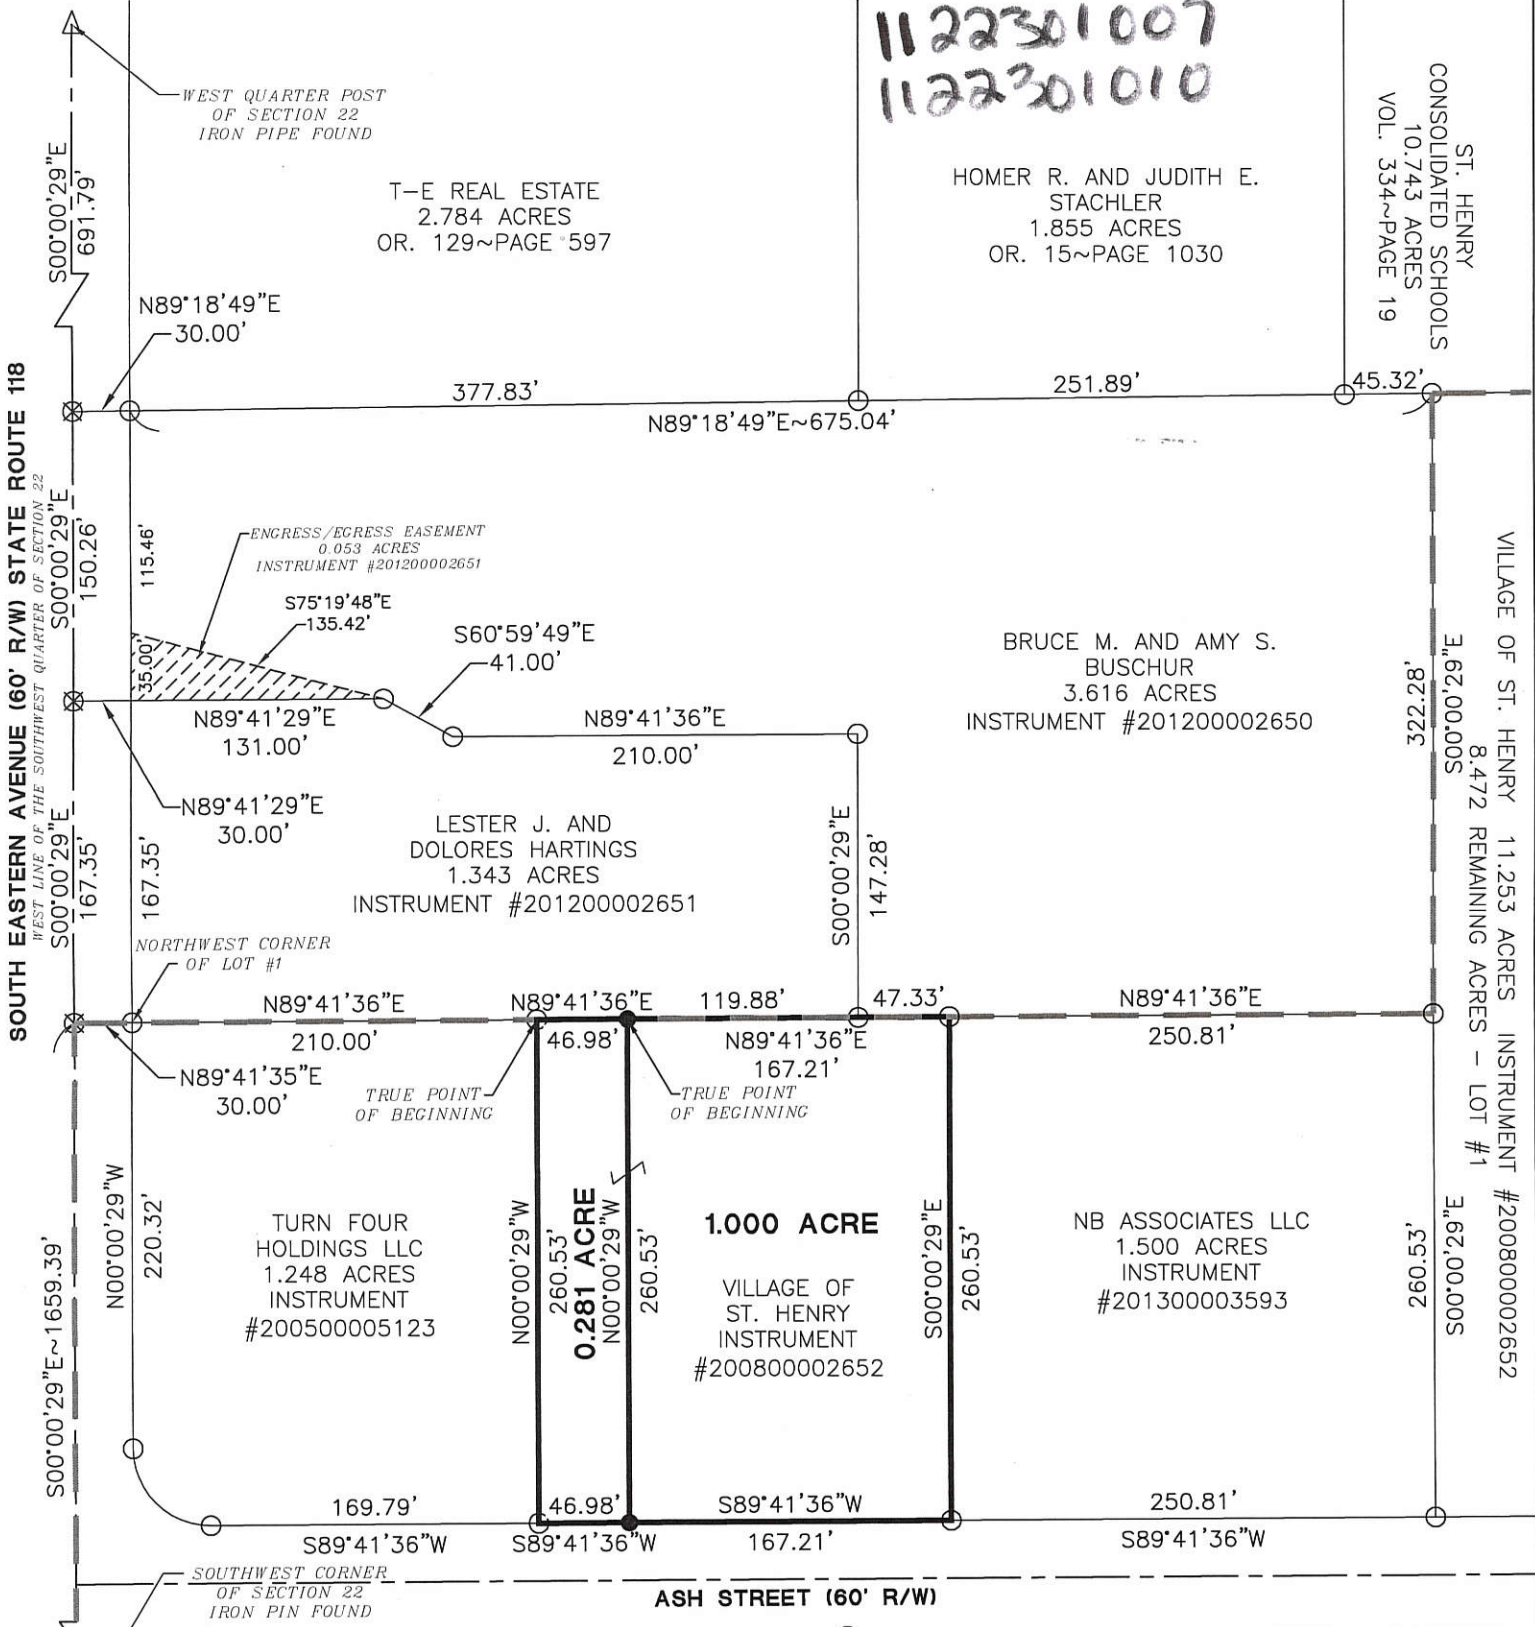 1122301007
1122301010
WEST QUARTER POST
OF SECTION 22
IRON PIPE FOUND
S00°00'29"E
691.79'
T-E REAL ESTATE
2.784 ACRES
OR. 129~PAGE 597
HOMER R. AND JUDITH E.
STACHLER
1.855 ACRES
OR. 15~PAGE 1030
ST. HENRY
CONSOLIDATED SCHOOLS
10.743 ACRES
VOL. 334~PAGE 19
N89°18'49"E
30.00'
377.83'
251.89'
45.32'
N89°18'49"E~675.04'
SOUTH EASTERN AVENUE (60' R/W) STATE ROUTE 118
WEST LINE OF THE SOUTHWEST QUARTER OF SECTION 22
S00°00'29"E
150.26'
115.46'
ENGRESS/EGRESS EASEMENT
0.053 ACRES
INSTRUMENT #201200002651
S75°19'48"E
135.42'
35.00'
S60°59'49"E
41.00'
N89°41'29"E
131.00'
N89°41'36"E
210.00'
BRUCE M. AND AMY S.
BUSCHUR
3.616 ACRES
INSTRUMENT #201200002650
S00°00'29"E
322.28'
VILLAGE OF ST. HENRY 11.253 ACRES INSTRUMENT #200800002652
8.472 REMAINING ACRES - LOT #1
N89°41'29"E
30.00'
S00°00'29"E
167.35'
167.35'
LESTER J. AND
DOLORES HARTINGS
1.343 ACRES
INSTRUMENT #201200002651
S00°00'29"E
147.28'
NORTHWEST CORNER
OF LOT #1
N89°41'36"E
210.00'
N89°41'36"E
46.98'
119.88'
47.33'
N89°41'36"E
167.21'
N89°41'36"E
250.81'
N89°41'35"E
30.00'
TRUE POINT
OF BEGINNING
TRUE POINT
OF BEGINNING
S00°00'29"E~1659.39'
N00°00'29"W
220.32'
TURN FOUR
HOLDINGS LLC
1.248 ACRES
INSTRUMENT
#200500005123
N00°00'29"W
260.53'
0.281 ACRE
N00°00'29"W
260.53'
1.000 ACRE
VILLAGE OF
ST. HENRY
INSTRUMENT
#200800002652
S00°00'29"E
260.53'
NB ASSOCIATES LLC
1.500 ACRES
INSTRUMENT
#201300003593
260.53'
S00°00'29"E
169.79'
S89°41'36"W
46.98'
S89°41'36"W
S89°41'36"W
167.21'
250.81'
S89°41'36"W
SOUTHWEST CORNER
OF SECTION 22
IRON PIN FOUND
ASH STREET (60' R/W)